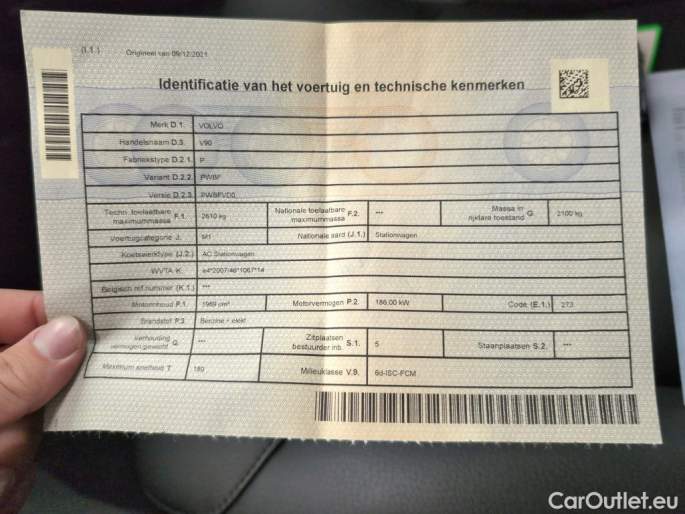 (I.1.) Origineel van 09/12/2021
Identificatie van het voertuig en technische kenmerken
Merk D.1. VOLVO
Handelsnaam D.3. V90
Fabriekstype D.2.1. P
Variant D.2.2. PWBF
Versie D.2.3. PWBFVD0
Techn. toelaatbare maximummassa F.1. 2610 kg Nationale toelaatbare maximummassa F.2. *** Massa in rijklare toestand G. 2100 kg
Voertuigcategorie J. M1 Nationale aard (J.1.) Stationwagen
Koetswerktype (J.2.) AC Stationwagen
WVTA K. e4*2007/46*1067*14
Belgisch ref.nummer (K.1.) ***
Motorinhoud P.1. 1969 cm³ Motorvermogen P.2. 186.00 kW Code (E.1.) 273
Brandstof P.3. Benzine + elekt
Verhouding vermogen/gewicht Q. *** Zitplaatsen bestuurder inb. S.1. 5 Staanplaatsen S.2. ***
Maximum snelheid T. 180 Milieuklasse V.9. 6d-ISC-FCM
CarOutlet.eu